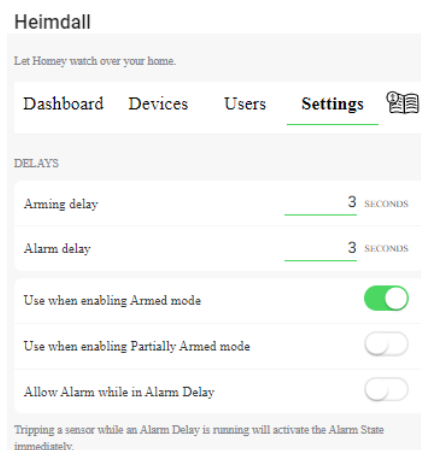 Heimdall
Let Homey watch over your home.
Dashboard Devices Users Settings
DELAYS
Arming delay 3 SECONDS
Alarm delay 3 SECONDS
Use when enabling Armed mode
Use when enabling Partially Armed mode
Allow Alarm while in Alarm Delay
Tripping a sensor while an Alarm Delay is running will activate the Alarm State
immediately.